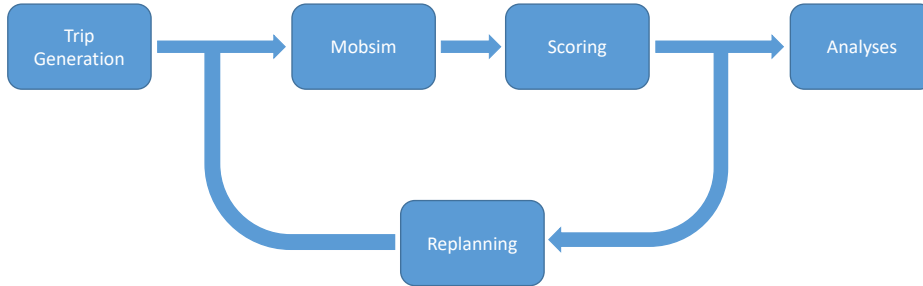 Trip
Generation
Mobsim
Scoring
Analyses
Replanning